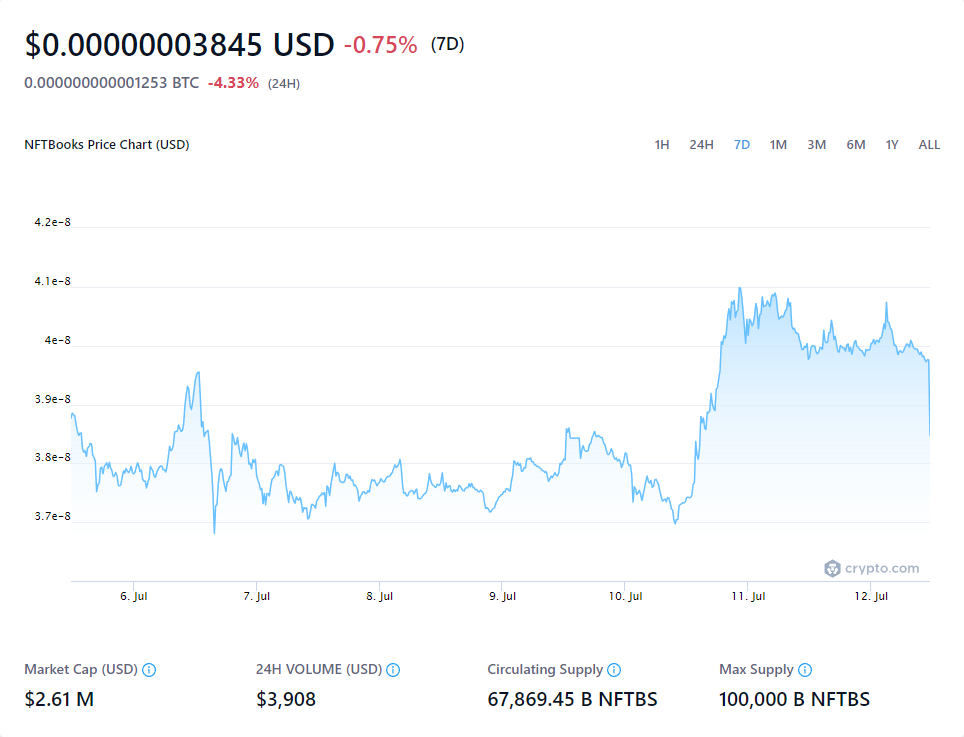 $0.00000003845 USD -0.75% (7D)
0.000000000001253 BTC -4.33% (24H)
NFTBooks Price Chart (USD) 1H 24H 7D 1M 3M 6M 1Y ALL
4.2e-8
4.1e-8
4e-8
3.9e-8
3.8e-8
3.7e-8
crypto.com
6. Jul 7. Jul 8. Jul 9. Jul 10. Jul 11. Jul 12. Jul
Market Cap (USD) 24H VOLUME (USD) Circulating Supply Max Supply
$2.61 M $3,908 67,869.45 B NFTBS 100,000 B NFTBS